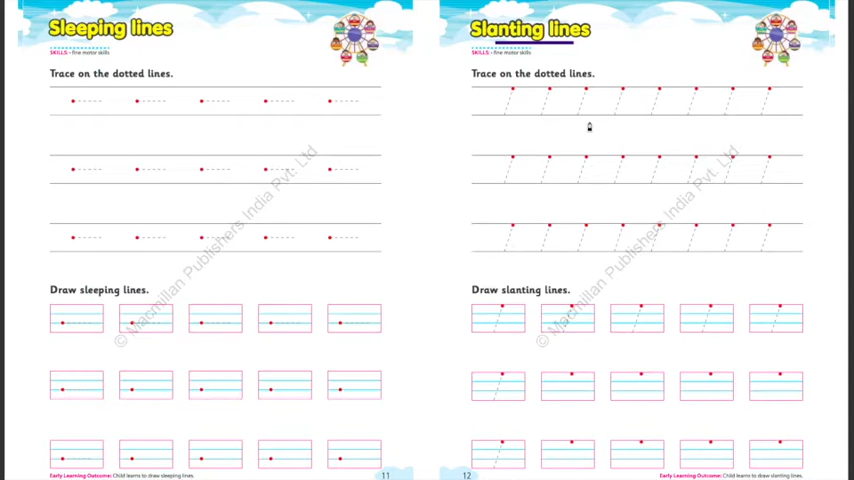 Sleeping lines
SKILLS: - fine motor skills
Trace on the dotted lines.
Draw sleeping lines.
© Macmillan Publishers India Pvt. Ltd
Early Learning Outcome: Child learns to draw sleeping lines.
11
Slanting lines
SKILLS: - fine motor skills
Trace on the dotted lines.
Draw slanting lines.
© Macmillan Publishers India Pvt. Ltd
12
Early Learning Outcome: Child learns to draw slanting lines.